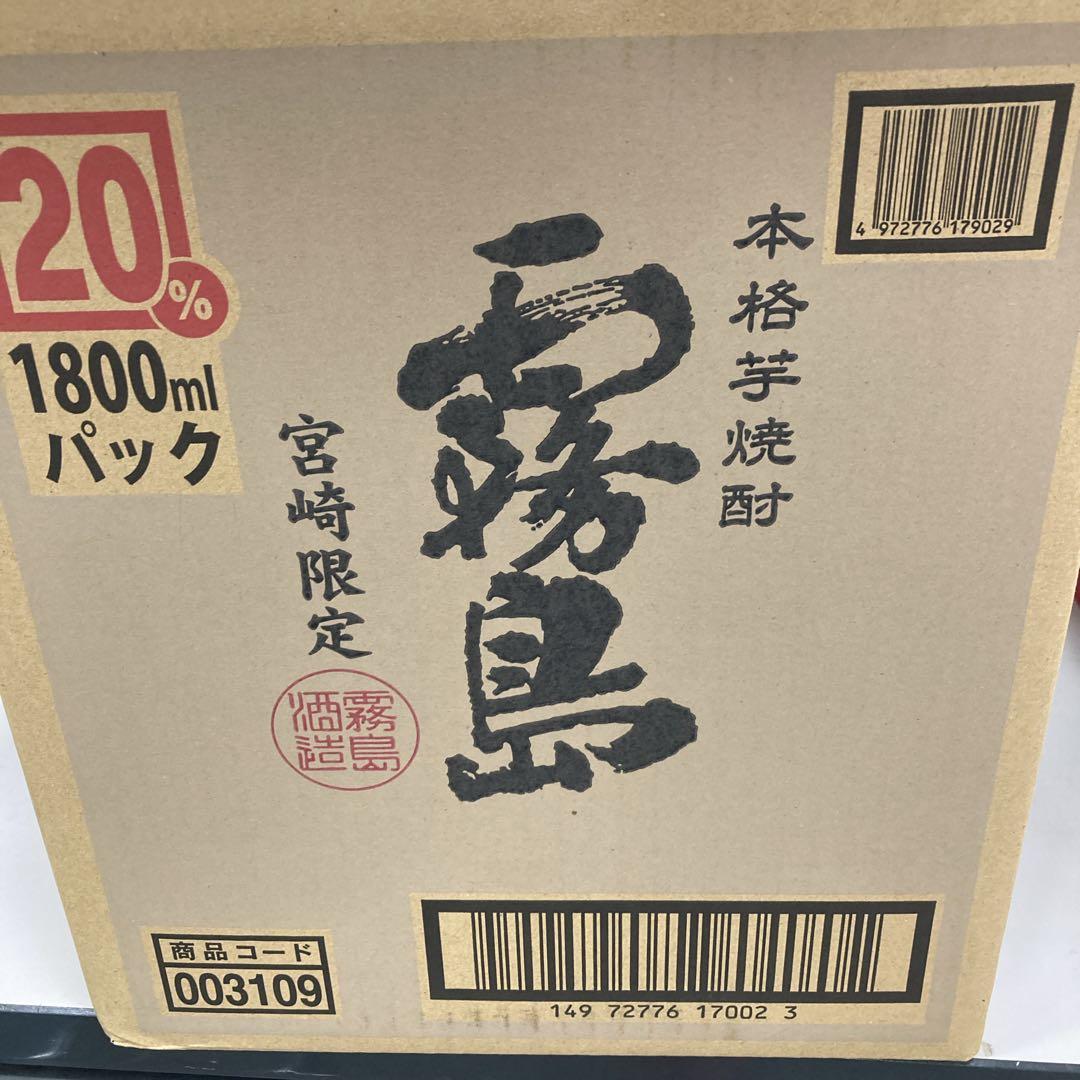 20%
1800ml
パック
本格芋焼酎
霧島
宮崎限定
霧島
酒造
4 972776 179029
商品コード
003109
149 72776 17002 3